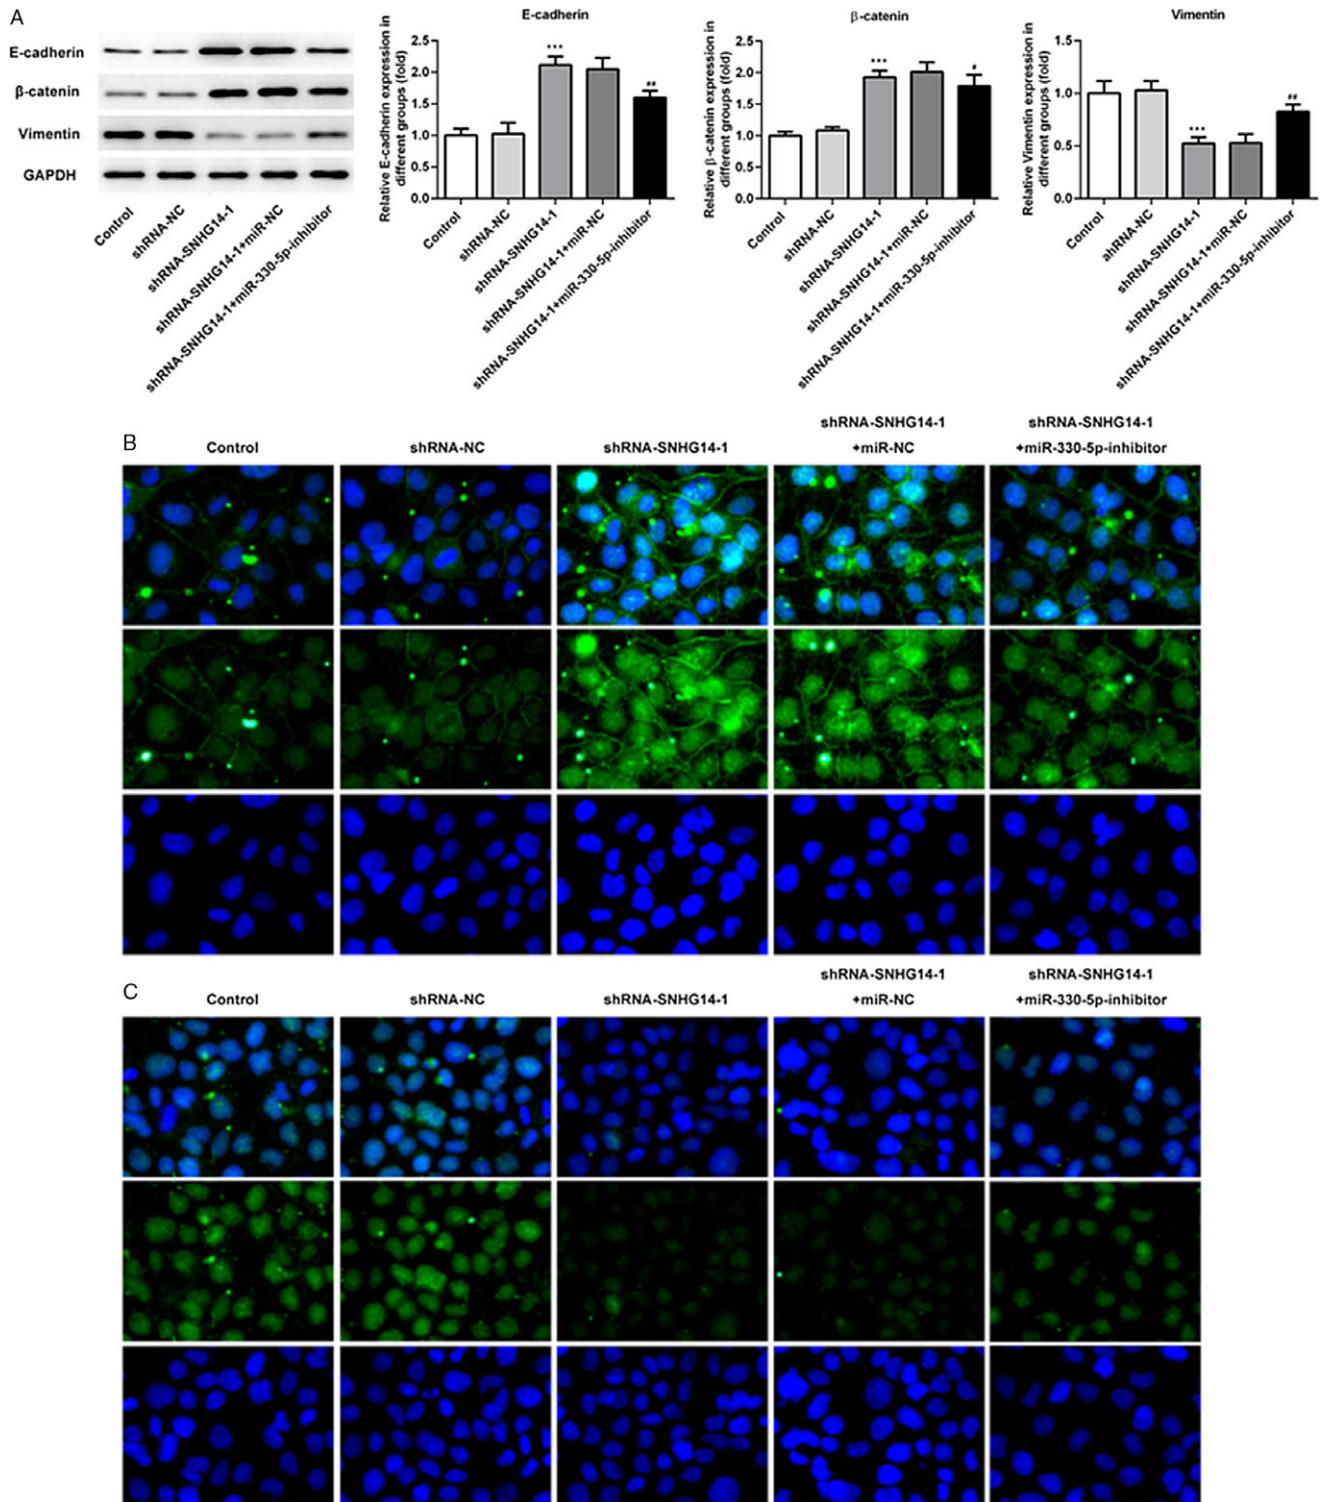 A
E-cadherin
β-catenin
Vimentin
GAPDH
Control
shRNA-NC
shRNA-SNHG14-1
shRNA-SNHG14-1+miR-NC
shRNA-SNHG14-1+miR-330-5p-inhibitor
E-cadherin
Relative E-cadherin expression in
different groups (fold)
2.5
2.0
1.5
1.0
0.5
0.0
***
##
Control
shRNA-NC
shRNA-SNHG14-1
shRNA-SNHG14-1+miR-NC
shRNA-SNHG14-1+miR-330-5p-inhibitor
β-catenin
Relative β-catenin expression in
different groups (fold)
2.5
2.0
1.5
1.0
0.5
0.0
***
#
Control
shRNA-NC
shRNA-SNHG14-1
shRNA-SNHG14-1+miR-NC
shRNA-SNHG14-1+miR-330-5p-inhibitor
Vimentin
Relative Vimentin expression in
different groups (fold)
1.5
1.0
0.5
0.0
***
##
Control
ahRNA-NC
shRNA-SNHG14-1
shRNA-SNHG14-1+miR-NC
shRNA-SNHG14-1+miR-330-5p-inhibitor
B
Control
shRNA-NC
shRNA-SNHG14-1
shRNA-SNHG14-1
+miR-NC
shRNA-SNHG14-1
+miR-330-5p-inhibitor
C
Control
shRNA-NC
shRNA-SNHG14-1
shRNA-SNHG14-1
+miR-NC
shRNA-SNHG14-1
+miR-330-5p-inhibitor